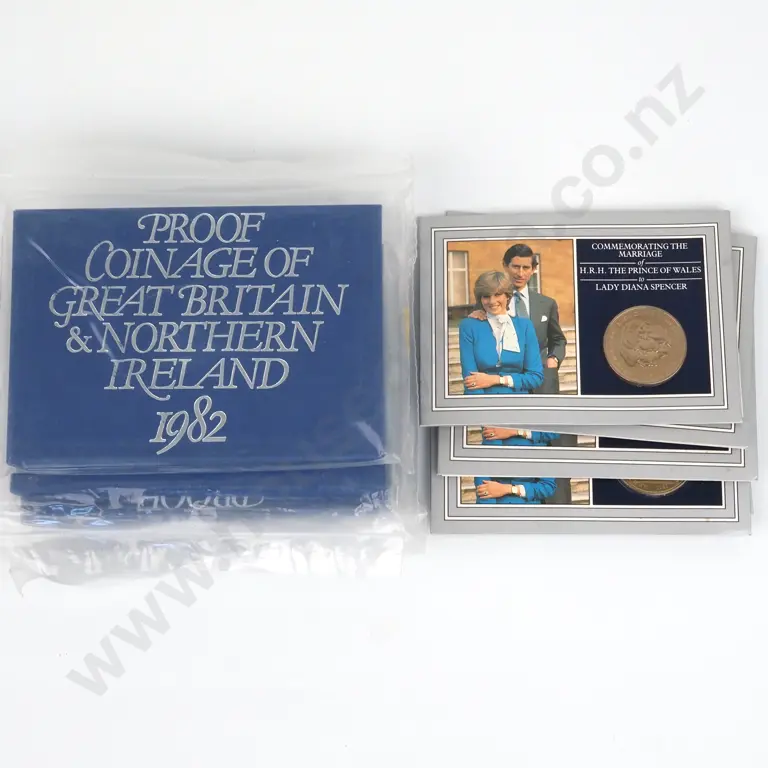 PROOF
COINAGE OF
GREAT BRITAIN
& NORTHERN
IRELAND
1982
PROOF
COMMEMORATING THE
MARRIAGE
of
H.R.H. THE PRINCE OF WALES
to
LADY DIANA SPENCER